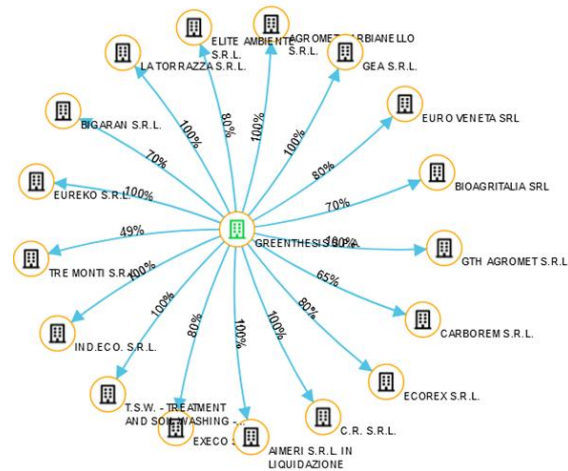 ELITE AMBIENTE
S.R.L.
AGROMET ARBIANELLO
S.R.L.
LA TORRAZZA S.R.L.
GEA S.R.L.
80%
100%
100%
100%
BIGARAN S.R.L.
EURO VENETA SRL
70%
80%
EUREKO S.R.L.
100%
BIOAGRITALIA SRL
70%
49%
GREENTHESIS S.P.A.
100%
GTH AGROMET S.R.L
TRE MONTI S.R.L.
100%
65%
CARBOREM S.R.L.
100%
80%
IND.ECO. S.R.L.
80%
100%
100%
ECOREX S.R.L.
T.S.W. - TREATMENT
AND SOIL WASHING -...
EXECO
C.R. S.R.L.
AIMERI S.R.L. IN
LIQUIDAZIONE